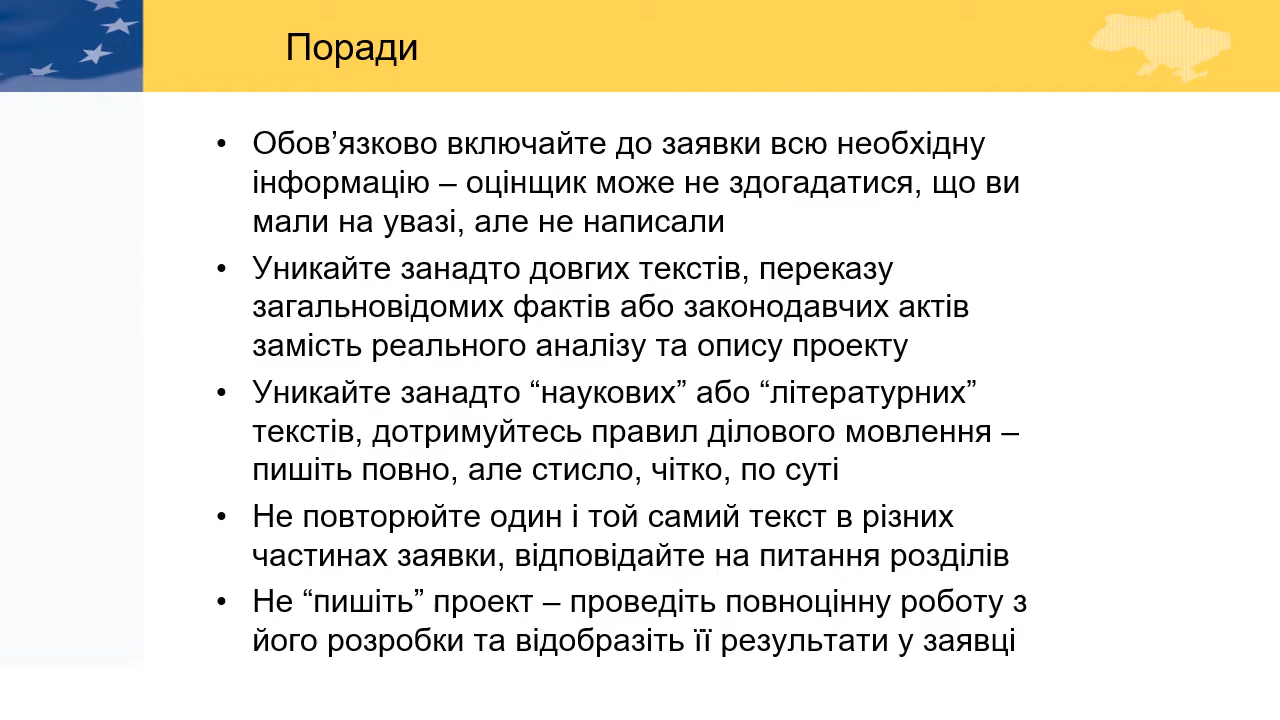 Поради
• Обов’язково включайте до заявки всю необхідну
інформацію – оцінщик може не здогадатися, що ви
мали на увазі, але не написали
• Уникайте занадто довгих текстів, переказу
загальновідомих фактів або законодавчих актів
замість реального аналізу та опису проекту
• Уникайте занадто “наукових” або “літературних”
текстів, дотримуйтесь правил ділового мовлення –
пишіть повно, але стисло, чітко, по суті
• Не повторюйте один і той самий текст в різних
частинах заявки, відповідайте на питання розділів
• Не “пишіть” проект – проведіть повноцінну роботу з
його розробки та відобразіть її результати у заявці